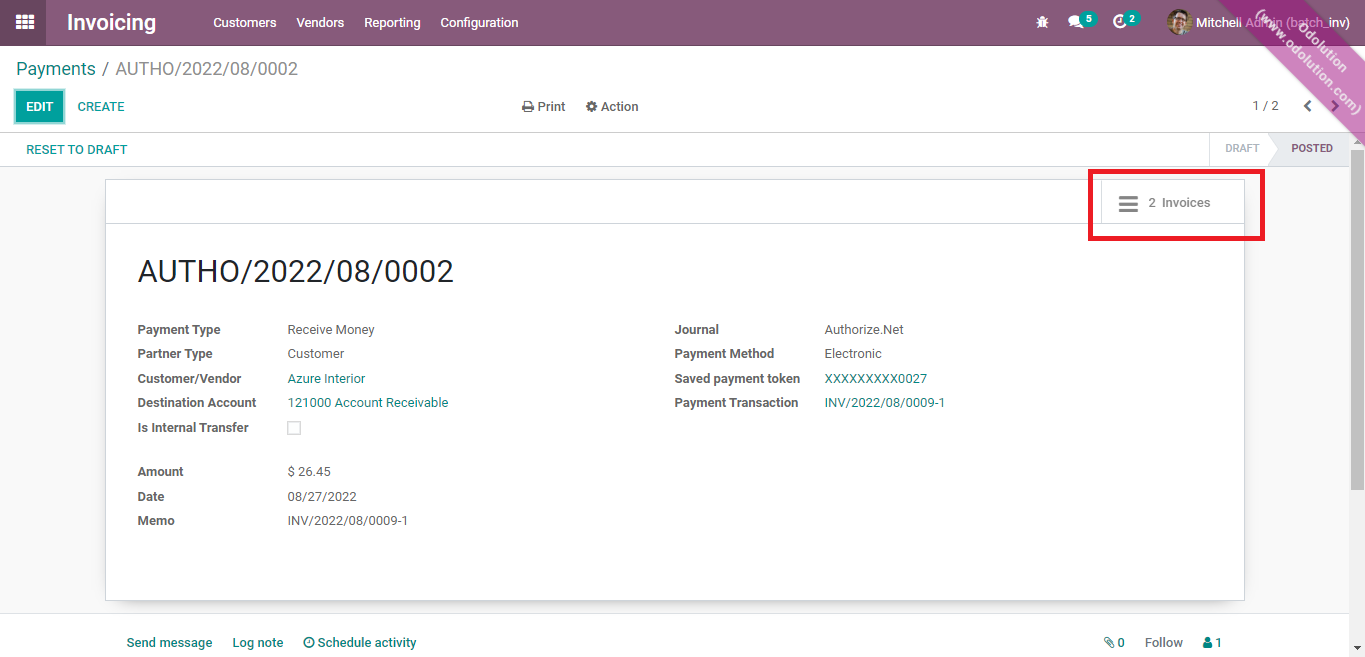 Invoicing Customers Vendors Reporting Configuration 5 2 Mitchell Admin (batch_inv)
Odolution
(www.odolution.com)
Payments / AUTHO/2022/08/0002
EDIT CREATE Print Action 1 / 2
RESET TO DRAFT DRAFT POSTED
2 Invoices
AUTHO/2022/08/0002
Payment Type Receive Money Journal Authorize.Net
Partner Type Customer Payment Method Electronic
Customer/Vendor Azure Interior Saved payment token XXXXXXXXX0027
Destination Account 121000 Account Receivable Payment Transaction INV/2022/08/0009-1
Is Internal Transfer
Amount $ 26.45
Date 08/27/2022
Memo INV/2022/08/0009-1
Send message Log note Schedule activity 0 Follow 1